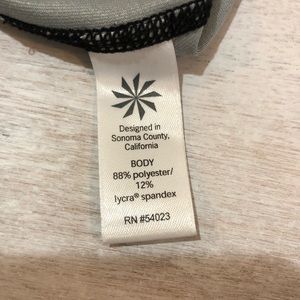 Designed in
Sonoma County,
California
BODY
88% polyester/
12%
lycra® spandex
RN #54023